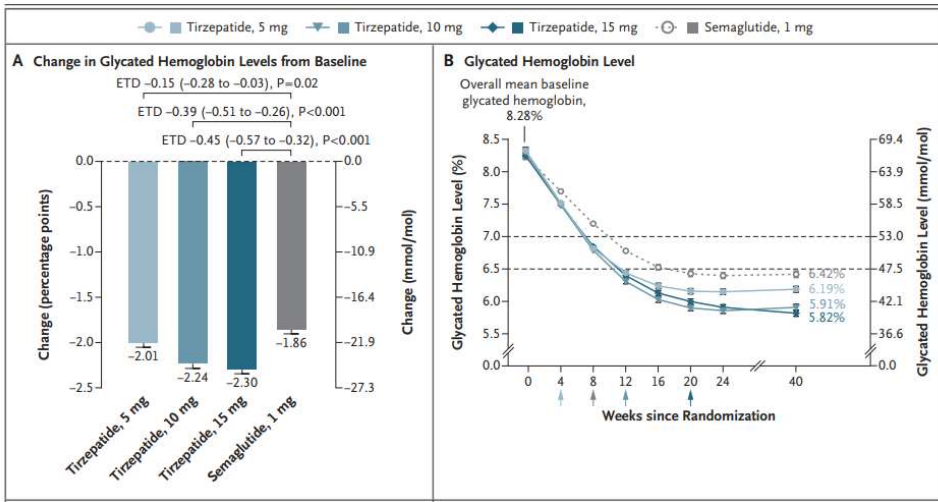 Tirzepatide, 5 mg Tirzepatide, 10 mg Tirzepatide, 15 mg Semaglutide, 1 mg
A Change in Glycated Hemoglobin Levels from Baseline
ETD –0.15 (–0.28 to –0.03), P=0.02
ETD –0.39 (–0.51 to –0.26), P<0.001
ETD –0.45 (–0.57 to –0.32), P<0.001
Change (percentage points)
0.0
–0.5
–1.0
–1.5
–2.0
–2.5
–2.01
–2.24
–2.30
–1.86
0.0
–5.5
–10.9
–16.4
–21.9
–27.3
Change (mmol/mol)
Tirzepatide, 5 mg
Tirzepatide, 10 mg
Tirzepatide, 15 mg
Semaglutide, 1 mg
B Glycated Hemoglobin Level
Overall mean baseline
glycated hemoglobin,
8.28%
Glycated Hemoglobin Level (%)
8.5
8.0
7.5
7.0
6.5
6.0
5.5
0.0
6.42%
6.19%
5.91%
5.82%
69.4
63.9
58.5
53.0
47.5
42.1
36.6
0.0
Glycated Hemoglobin Level (mmol/mol)
0 4 8 12 16 20 24 40
Weeks since Randomization